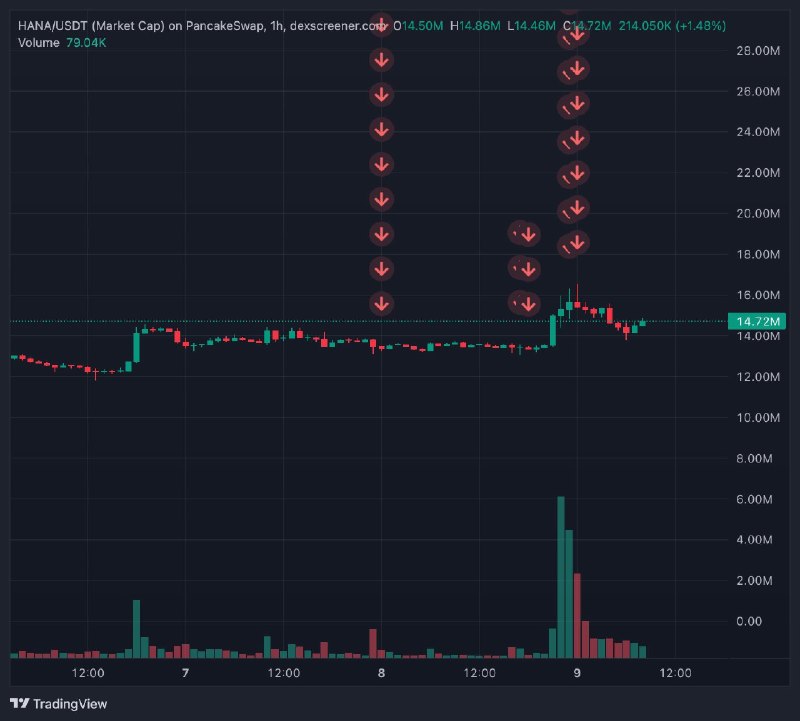 HANA/USDT (Market Cap) on PancakeSwap, 1h, dexscreener.com O14.50M H14.86M L14.46M C14.72M 214.050K (+1.48%)
Volume 79.04K
28.00M
26.00M
24.00M
22.00M
20.00M
18.00M
16.00M
14.72M
14.00M
12.00M
10.00M
8.00M
6.00M
4.00M
2.00M
0.00
12:00 7 12:00 8 12:00 9 12:00
TradingView